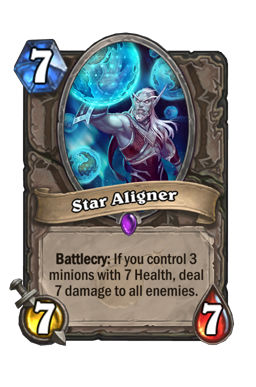 7
Star Aligner
Battlecry: If you control 3
minions with 7 Health, deal
7 damage to all enemies.
7 7